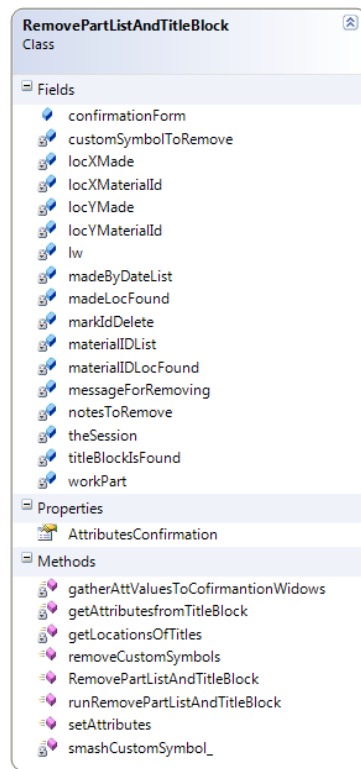 RemovePartListAndTitleBlock
Class
Fields
confirmationForm
customSymbolToRemove
locXMade
locXMaterialId
locYMade
locYMaterialId
lw
madeByDateList
madeLocFound
markIdDelete
materialIDList
materialIDLocFound
messageForRemoving
notesToRemove
theSession
titleBlockIsFound
workPart
Properties
AttributesConfirmation
Methods
gatherAttValuesToCofirmantionWidows
getAttributesfromTitleBlock
getLocationsOfTitles
removeCustomSymbols
RemovePartListAndTitleBlock
runRemovePartListAndTitleBlock
setAttributes
smashCustomSymbol_